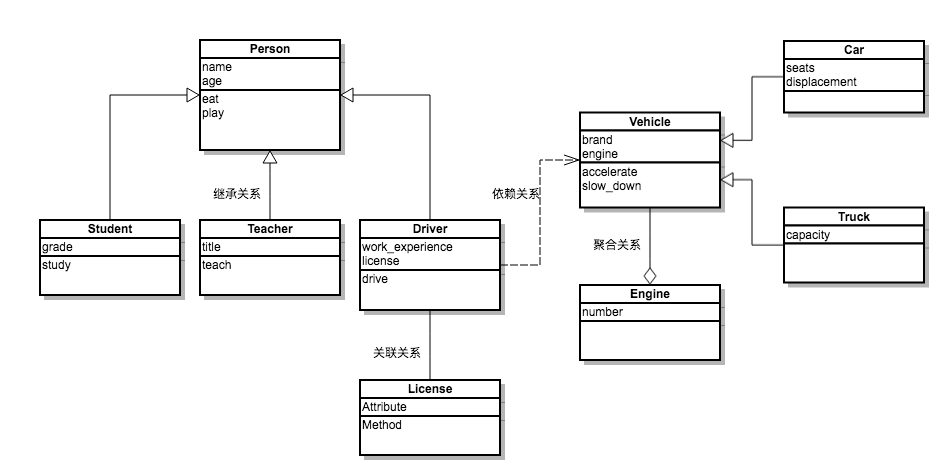 Person
name
age
eat
play
继承关系
Student
grade
study
Teacher
title
teach
Driver
work_experience
license
drive
关联关系
License
Attribute
Method
依赖关系
Vehicle
brand
engine
accelerate
slow_down
聚合关系
Engine
number
Car
seats
displacement
Truck
capacity